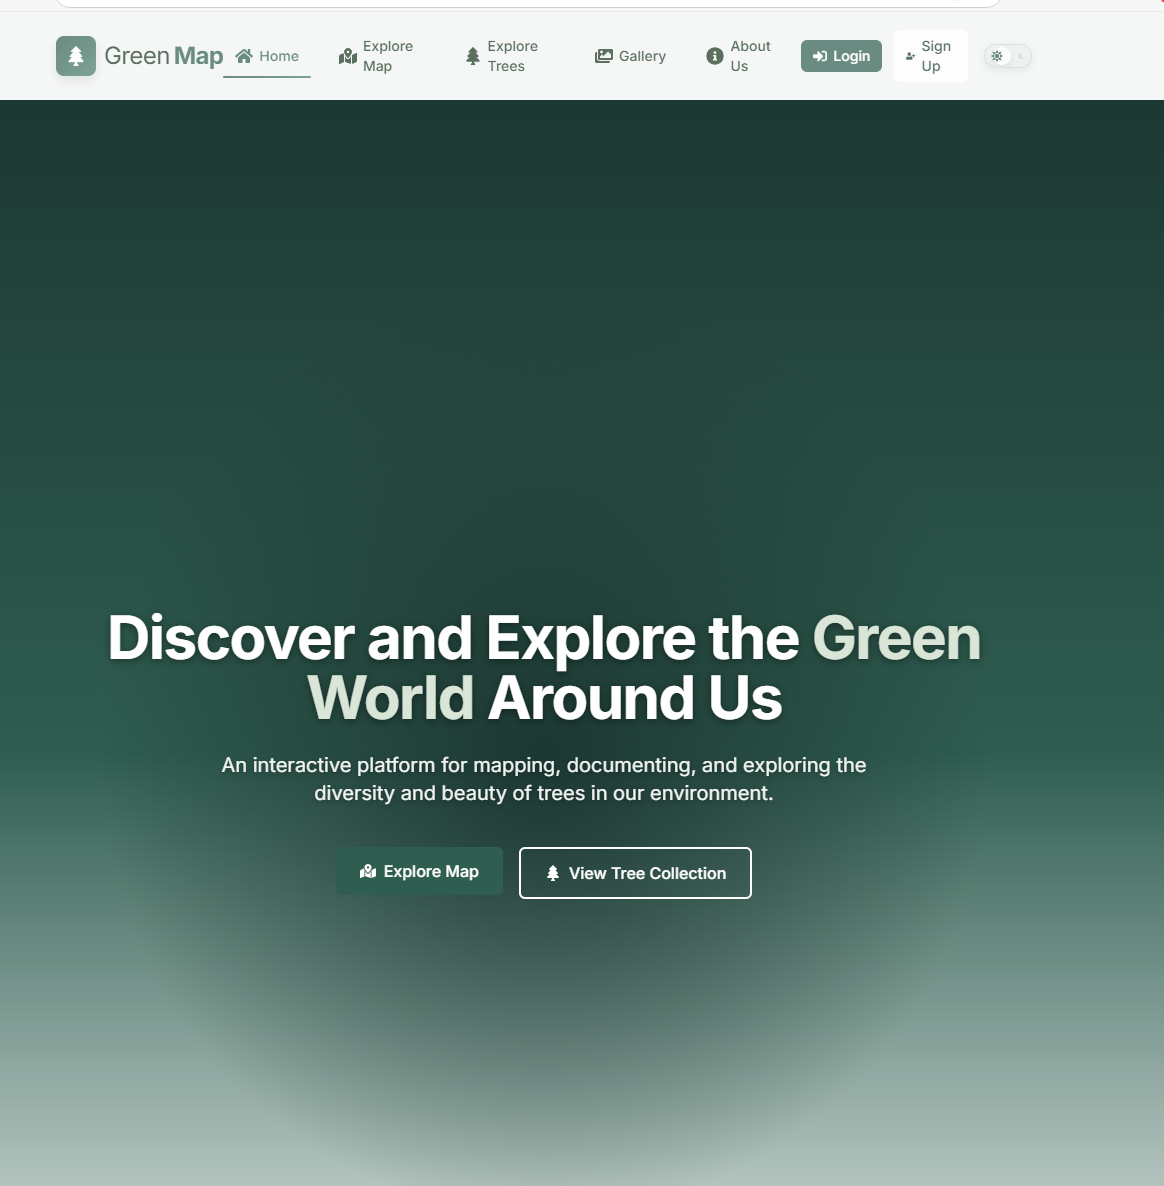 Green Map
Home
Explore
Map
Explore
Trees
Gallery
About
Us
Login
Sign
Up
Discover and Explore the Green
World Around Us
An interactive platform for mapping, documenting, and exploring the
diversity and beauty of trees in our environment.
Explore Map
View Tree Collection